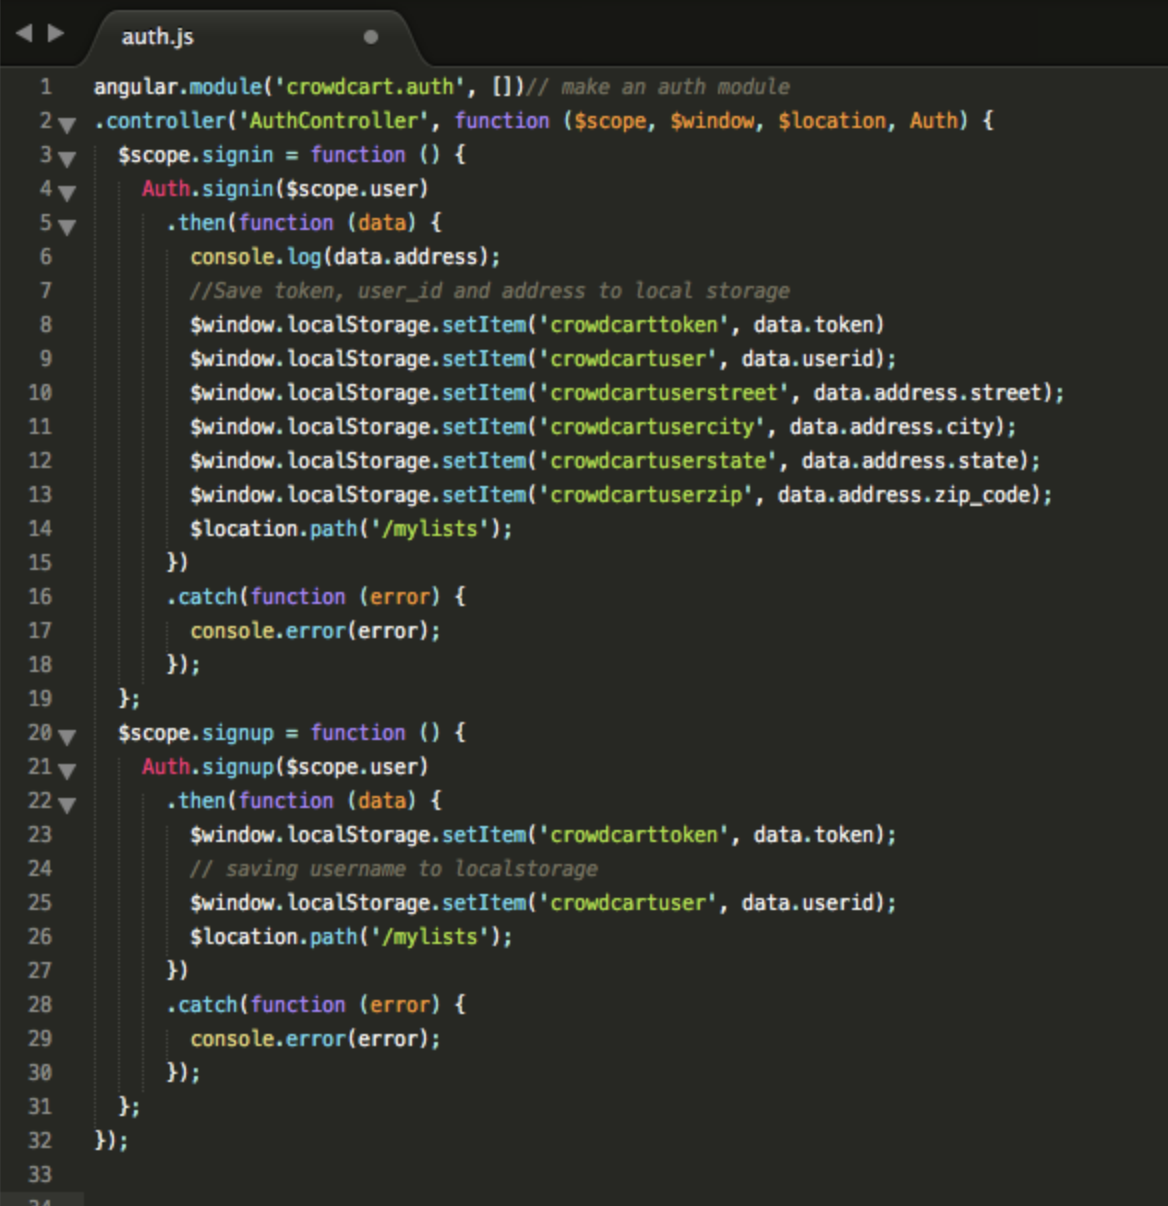 auth.js
1 angular.module('crowdcart.auth', [])// make an auth module
2 .controller('AuthController', function ($scope, $window, $location, Auth) {
3 $scope.signin = function () {
4 Auth.signin($scope.user)
5 .then(function (data) {
6 console.log(data.address);
7 //Save token, user_id and address to local storage
8 $window.localStorage.setItem('crowdcarttoken', data.token)
9 $window.localStorage.setItem('crowdcartuser', data.userid);
10 $window.localStorage.setItem('crowdcartuserstreet', data.address.street);
11 $window.localStorage.setItem('crowdcartusercity', data.address.city);
12 $window.localStorage.setItem('crowdcartuserstate', data.address.state);
13 $window.localStorage.setItem('crowdcartuserzip', data.address.zip_code);
14 $location.path('/mylists');
15 })
16 .catch(function (error) {
17 console.error(error);
18 });
19 };
20 $scope.signup = function () {
21 Auth.signup($scope.user)
22 .then(function (data) {
23 $window.localStorage.setItem('crowdcarttoken', data.token);
24 // saving username to localstorage
25 $window.localStorage.setItem('crowdcartuser', data.userid);
26 $location.path('/mylists');
27 })
28 .catch(function (error) {
29 console.error(error);
30 });
31 };
32 });
33
34